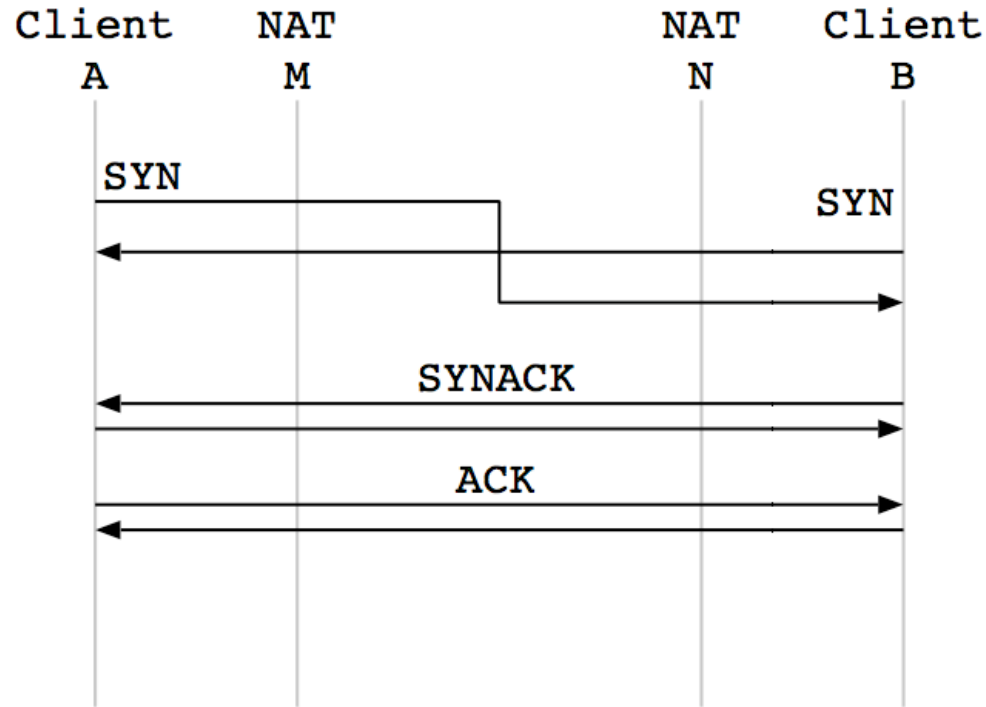 Client NAT NAT Client
A M N B
SYN
SYN
SYNACK
ACK